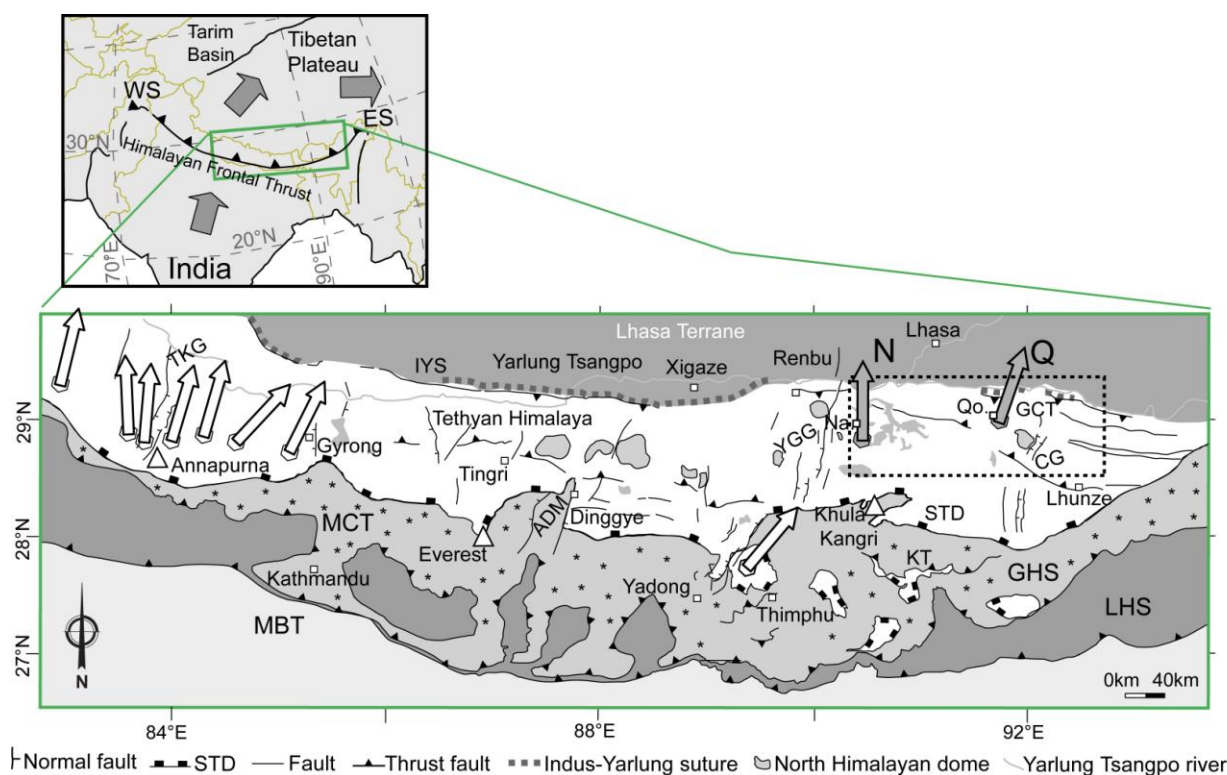 Tarim
Basin
Tibetan
Plateau
WS
ES
30°N
Himalayan Frontal Thrust
20°N
70°E
90°E
India
Lhasa Terrane
Lhasa
TKG
IYS
Yarlung Tsangpo
Xigaze
Renbu
N
Q
29°N
Tethyan Himalaya
Na
Qo.
GCT
YGG
CG
Gyrong
Annapurna
Tingri
Lhunze
MCT
ADM
Dinggye
Khula
Kangri
STD
28°N
Everest
KT
GHS
Kathmandu
Yadong
Thimphu
LHS
MBT
27°N
N
0km 40km
84°E
88°E
92°E
Normal fault STD Fault Thrust fault Indus-Yarlung suture North Himalayan dome Yarlung Tsangpo river